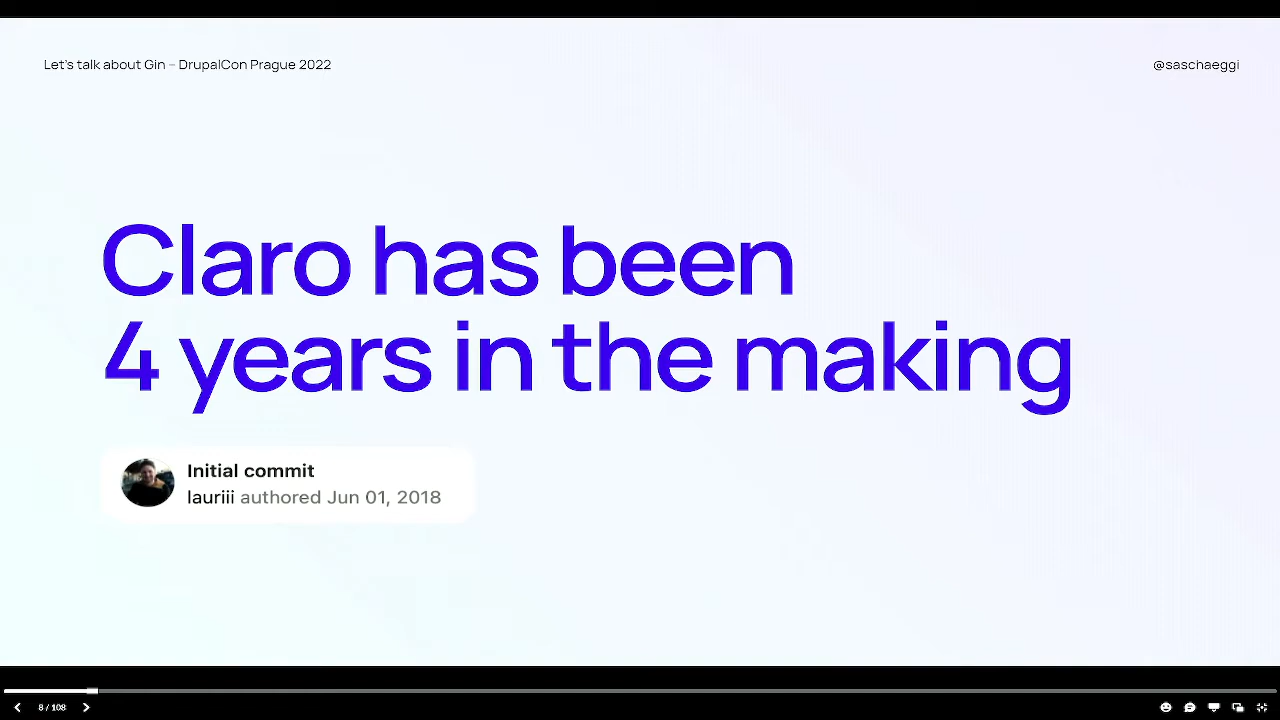 Let's talk about Gin – DrupalCon Prague 2022
@saschaeggi
Claro has been
4 years in the making
Initial commit
lauriii authored Jun 01, 2018
8 / 108